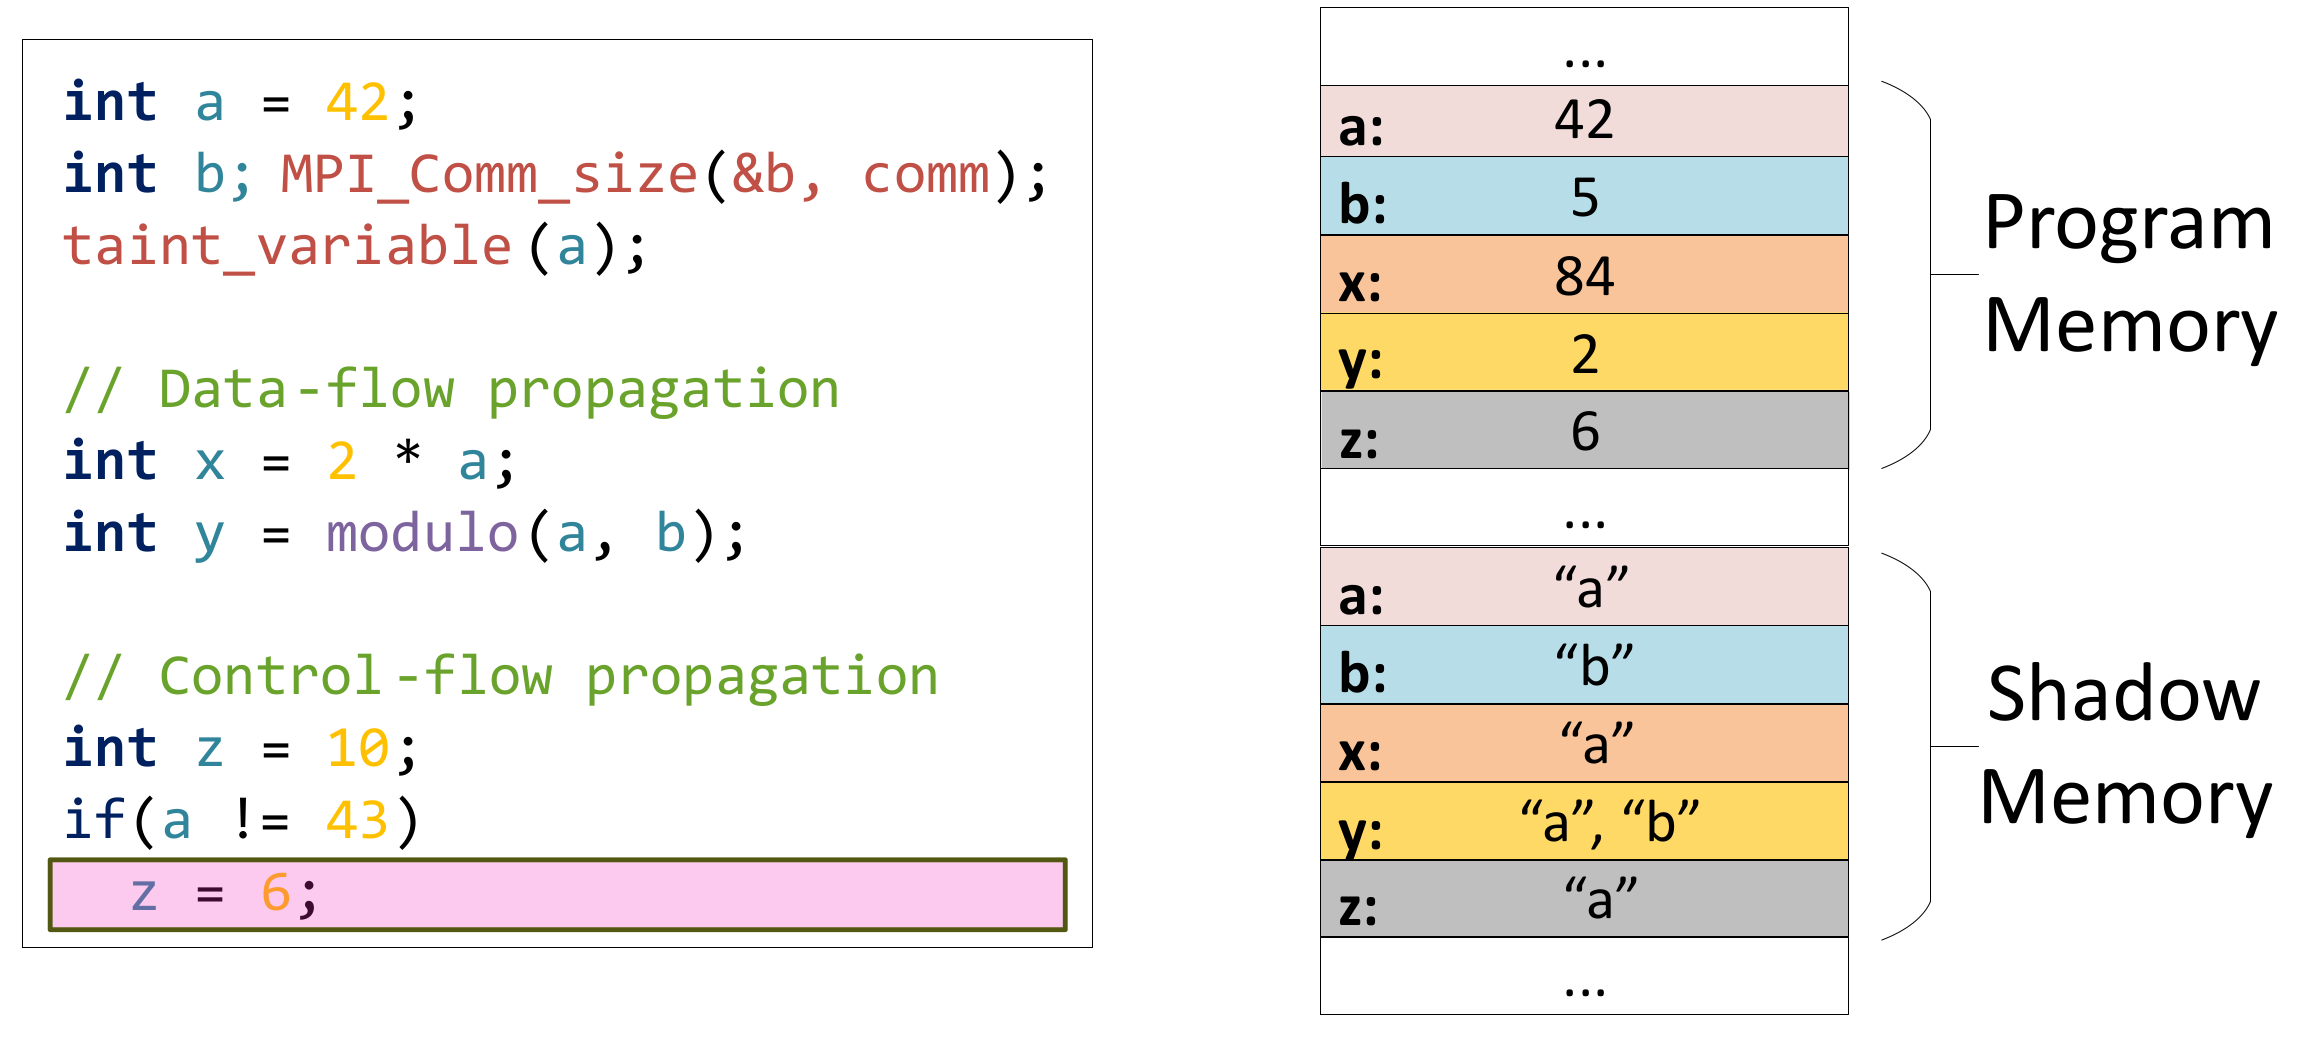 int a = 42;
int b; MPI_Comm_size(&b, comm);
taint_variable(a);
// Data-flow propagation
int x = 2 * a;
int y = modulo(a, b);
// Control-flow propagation
int z = 10;
if(a != 43)
z = 6;
...
a: 42
b: 5
x: 84
y: 2
z: 6
...
a: “a”
b: “b”
x: “a”
y: “a”, “b”
z: “a”
...
Program
Memory
Shadow
Memory